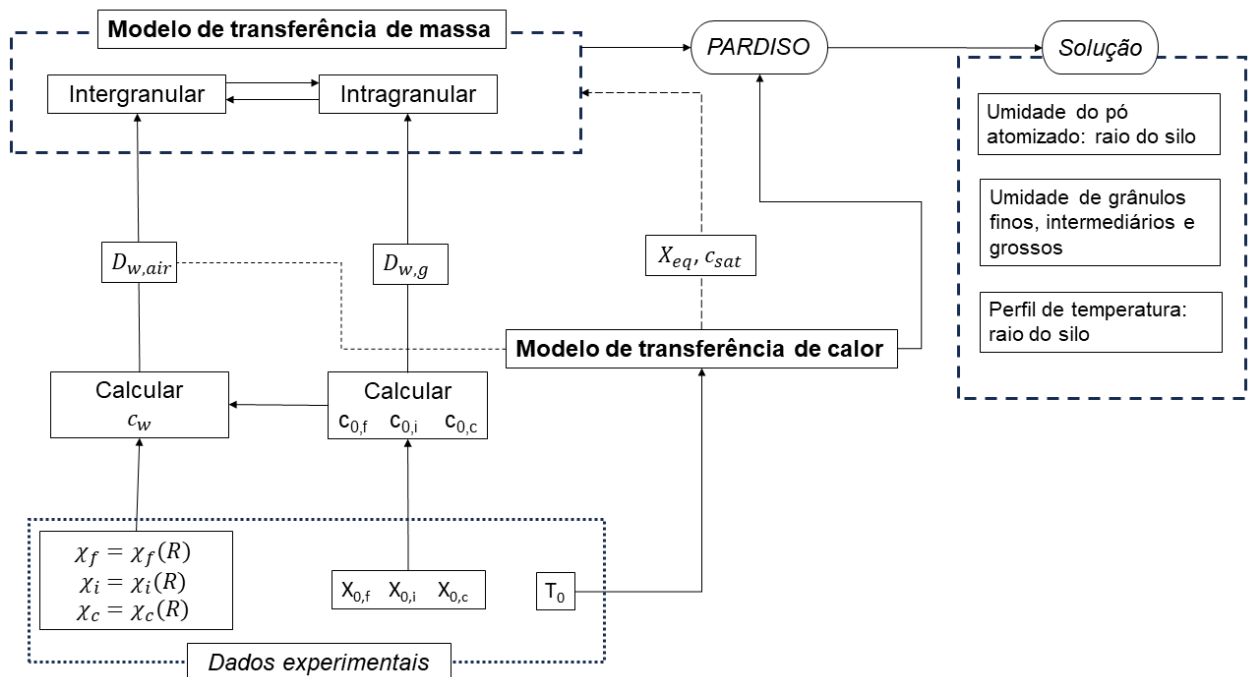 Modelo de transferência de massa
PARDISO
Solução
Intergranular
Intragranular
Umidade do pó
atomizado: raio do silo
Umidade de grânulos
finos, intermediários e
grossos
Perfil de temperatura:
raio do silo
D_{w,air}
D_{w,g}
X_{eq}, c_{sat}
Modelo de transferência de calor
Calcular
c_w
Calcular
c_{0,f} c_{0,i} c_{0,c}
χ_f = χ_f(R)
χ_i = χ_i(R)
χ_c = χ_c(R)
X_{0,f} X_{0,i} X_{0,c}
T_0
Dados experimentais